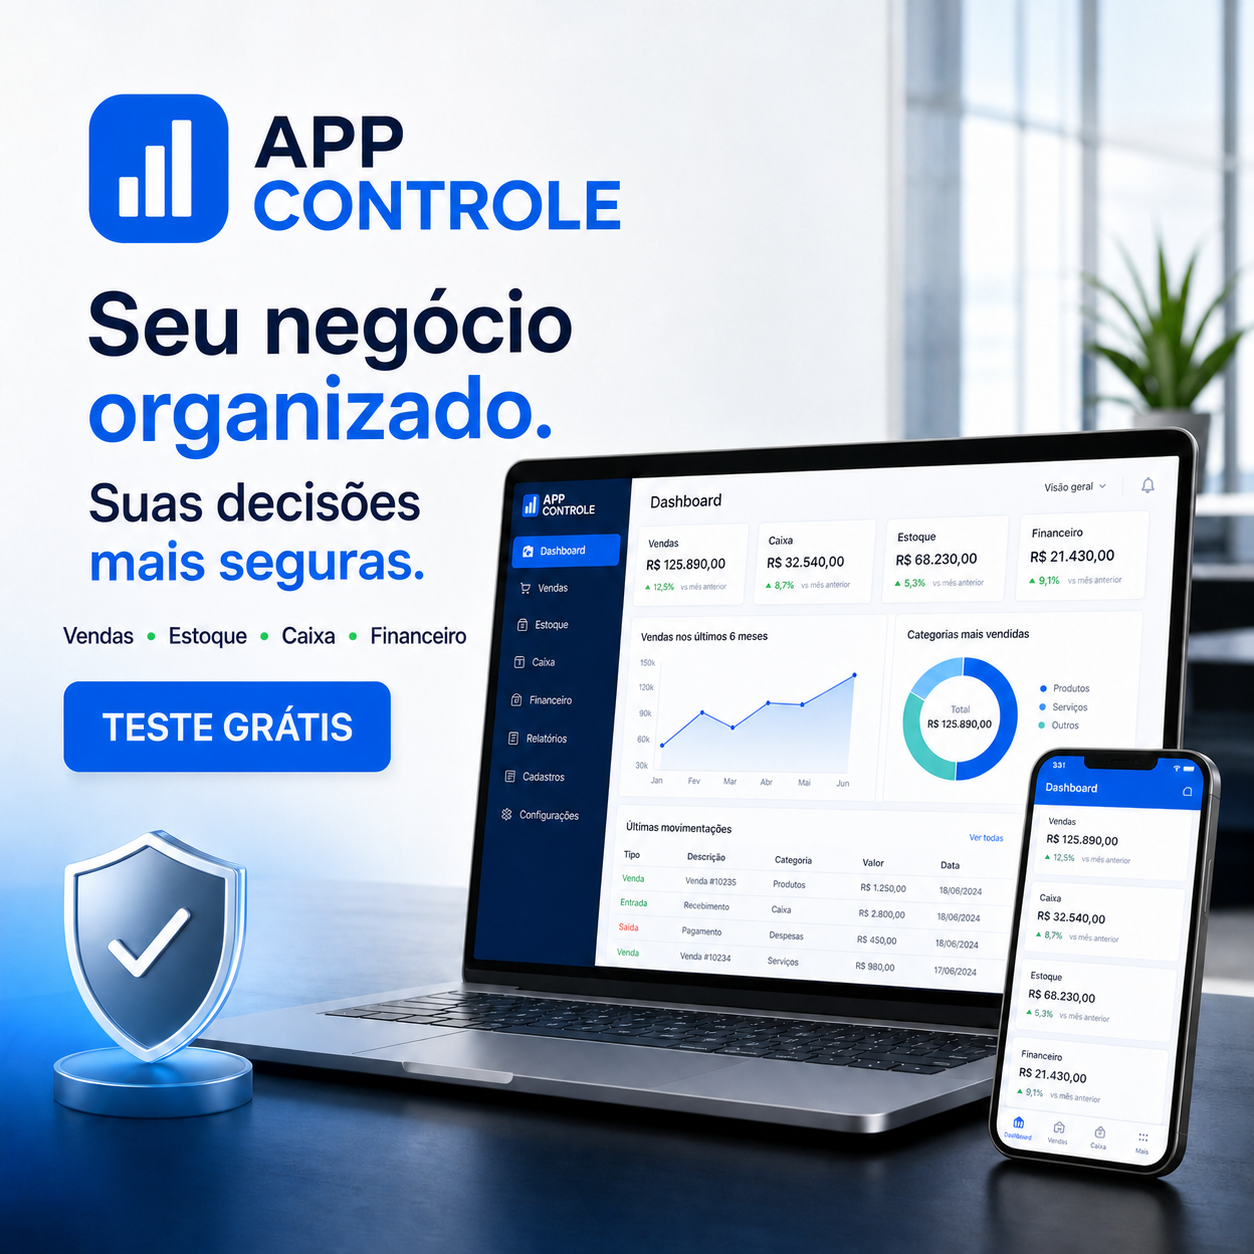 APP
CONTROLE
Seu negócio
organizado.
Suas decisões
mais seguras.
Vendas • Estoque • Caixa • Financeiro
TESTE GRÁTIS
APP
CONTROLE
Dashboard
Vendas
Estoque
Caixa
Financeiro
Relatórios
Cadastros
Configurações
Dashboard
Visão geral
Vendas
R$ 125.890,00
12,5% vs mês anterior
Caixa
R$ 32.540,00
8,7% vs mês anterior
Estoque
R$ 68.230,00
5,3% vs mês anterior
Financeiro
R$ 21.430,00
9,1% vs mês anterior
Vendas nos últimos 6 meses
150k
120k
90k
60k
30k
Jan Fev Mar Abr Mai Jun
Categorias mais vendidas
Total
R$ 125.890,00
Produtos
Serviços
Outros
Últimas movimentações
Ver todas
Tipo Descrição Categoria Valor Data
Venda Venda #10235 Produtos R$ 1.250,00 18/06/2024
Entrada Recebimento Caixa R$ 2.800,00 18/06/2024
Saída Pagamento Despesas R$ 450,00 18/06/2024
Venda Venda #10234 Serviços R$ 980,00 17/06/2024
Dashboard
Vendas
R$ 125.890,00
12,5% vs mês anterior
Caixa
R$ 32.540,00
8,7% vs mês anterior
Estoque
R$ 68.230,00
5,3% vs mês anterior
Financeiro
R$ 21.430,00
9,1% vs mês anterior
Dashboard Vendas Caixa Mais